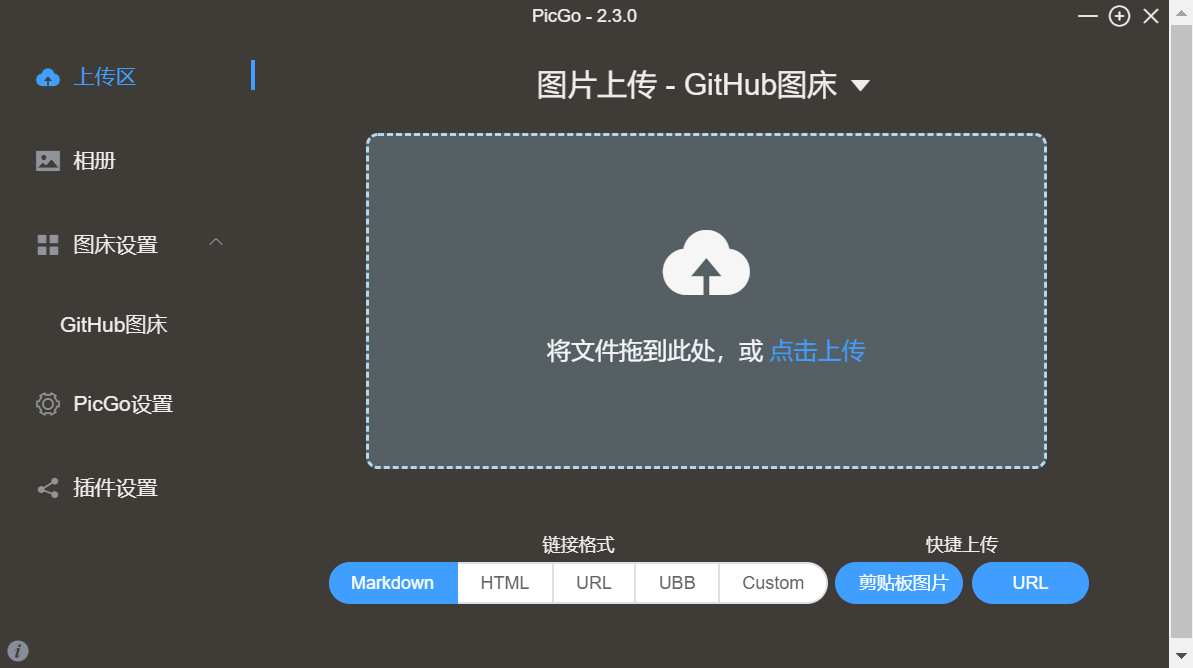 PicGo - 2.3.0
上传区
相册
图床设置
GitHub图床
PicGo设置
插件设置
图片上传 - GitHub图床
将文件拖到此处，或 点击上传
链接格式
Markdown HTML URL UBB Custom
快捷上传
剪贴板图片 URL
i